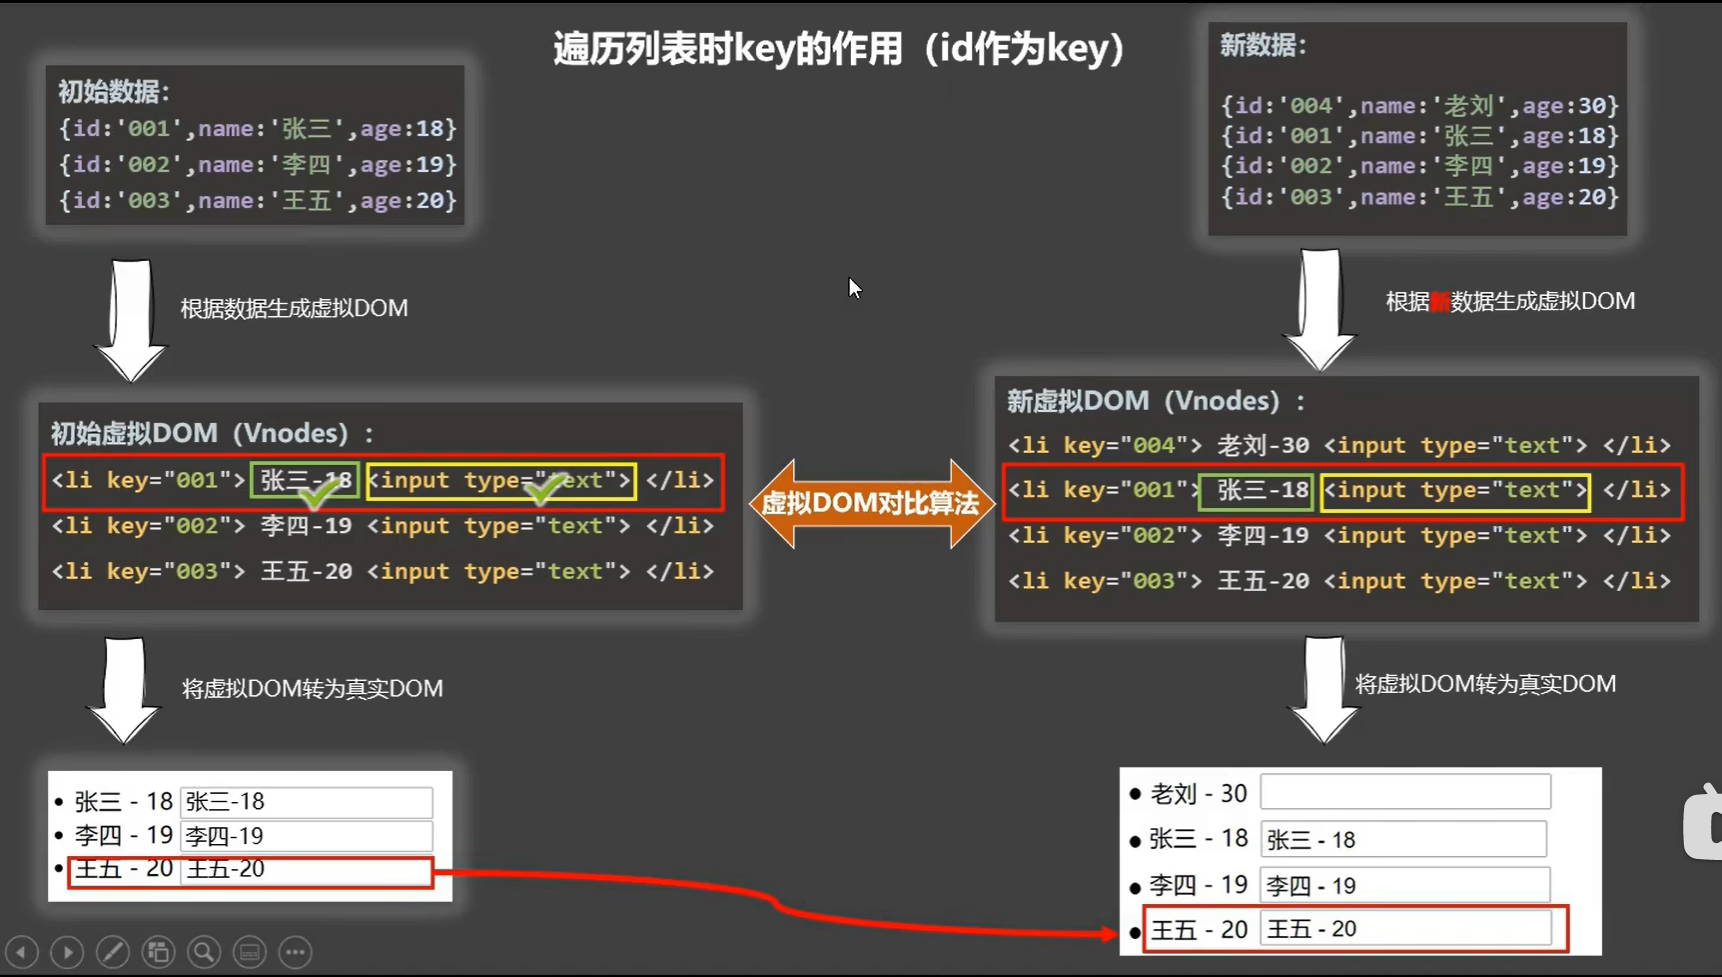 遍历列表时key的作用（id作为key）
初始数据：
{id:'001',name:'张三',age:18}
{id:'002',name:'李四',age:19}
{id:'003',name:'王五',age:20}
新数据：
{id:'004',name:'老刘',age:30}
{id:'001',name:'张三',age:18}
{id:'002',name:'李四',age:19}
{id:'003',name:'王五',age:20}
根据数据生成虚拟DOM
根据新数据生成虚拟DOM
初始虚拟DOM（Vnodes）：
<li key="001"> 张三-18 <input type="text"> </li>
<li key="002"> 李四-19 <input type="text"> </li>
<li key="003"> 王五-20 <input type="text"> </li>
虚拟DOM对比算法
新虚拟DOM（Vnodes）：
<li key="004"> 老刘-30 <input type="text"> </li>
<li key="001"> 张三-18 <input type="text"> </li>
<li key="002"> 李四-19 <input type="text"> </li>
<li key="003"> 王五-20 <input type="text"> </li>
将虚拟DOM转为真实DOM
将虚拟DOM转为真实DOM
• 张三 - 18 张三-18
• 李四 - 19 李四-19
• 王五 - 20 王五-20
• 老刘 - 30
• 张三 - 18 张三 - 18
• 李四 - 19 李四 - 19
• 王五 - 20 王五 - 20